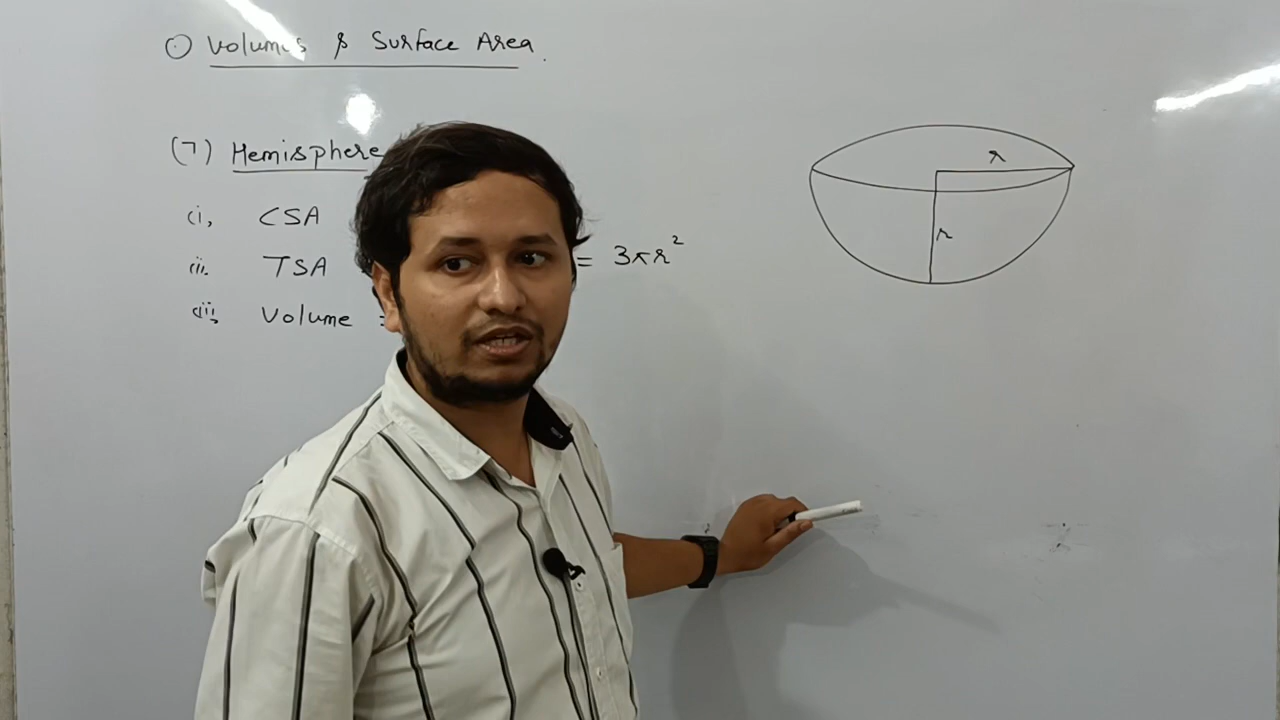 Volumes & Surface Area.
(7) Hemisphere
(i, CSA
(ii. TSA = 3πr²
(iii, Volume
r
r